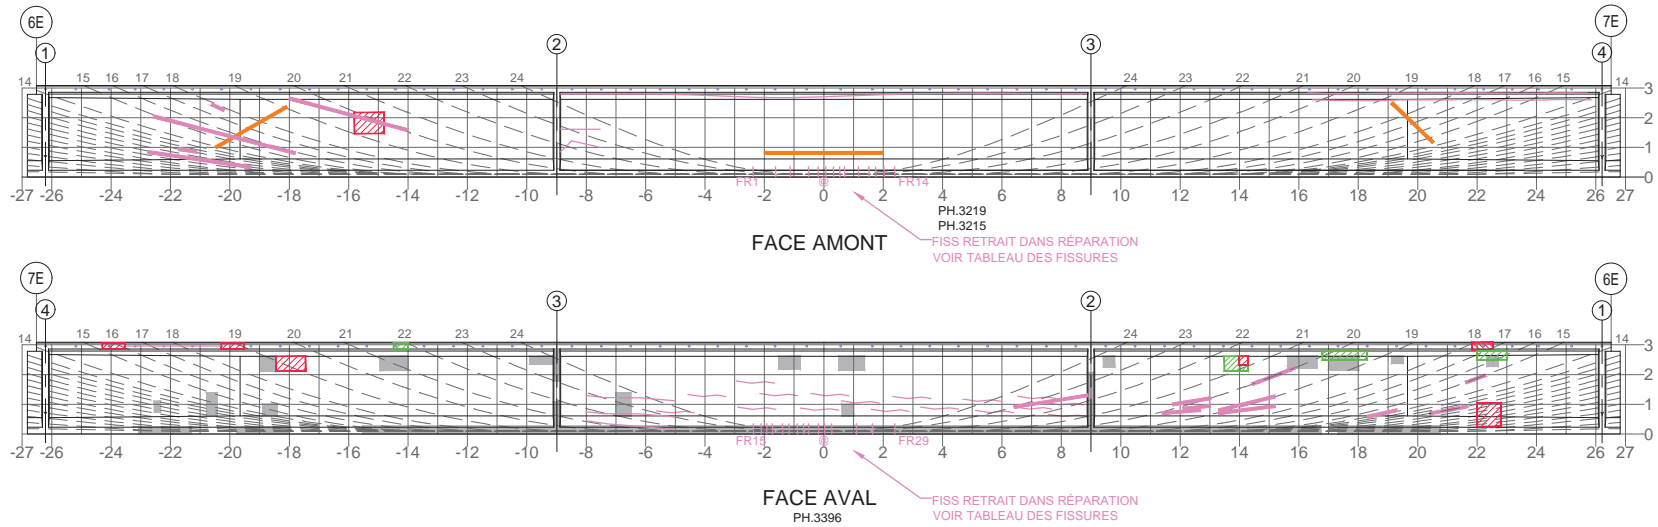 6E 7E
1 2 3 4
14 15 16 17 18 19 20 21 22 23 24 24 23 22 21 20 19 18 17 16 15 14
3
2
1
0
-27 -26 -24 -22 -20 -18 -16 -14 -12 -10 -8 -6 -4 -2 0 2 4 6 8 10 12 14 16 18 20 22 24 26 27
FR1 @ FR14
PH.3219
PH.3215
FACE AMONT
FISS RETRAIT DANS RÉPARATION
VOIR TABLEAU DES FISSURES
7E 6E
4 3 2 1
14 15 16 17 18 19 20 21 22 23 24 24 23 22 21 20 19 18 17 16 15 14
3
2
1
0
-27 -26 -24 -22 -20 -18 -16 -14 -12 -10 -8 -6 -4 -2 0 2 4 6 8 10 12 14 16 18 20 22 24 26 27
FR15 @ FR29
FACE AVAL
PH.3396
FISS RETRAIT DANS RÉPARATION
VOIR TABLEAU DES FISSURES